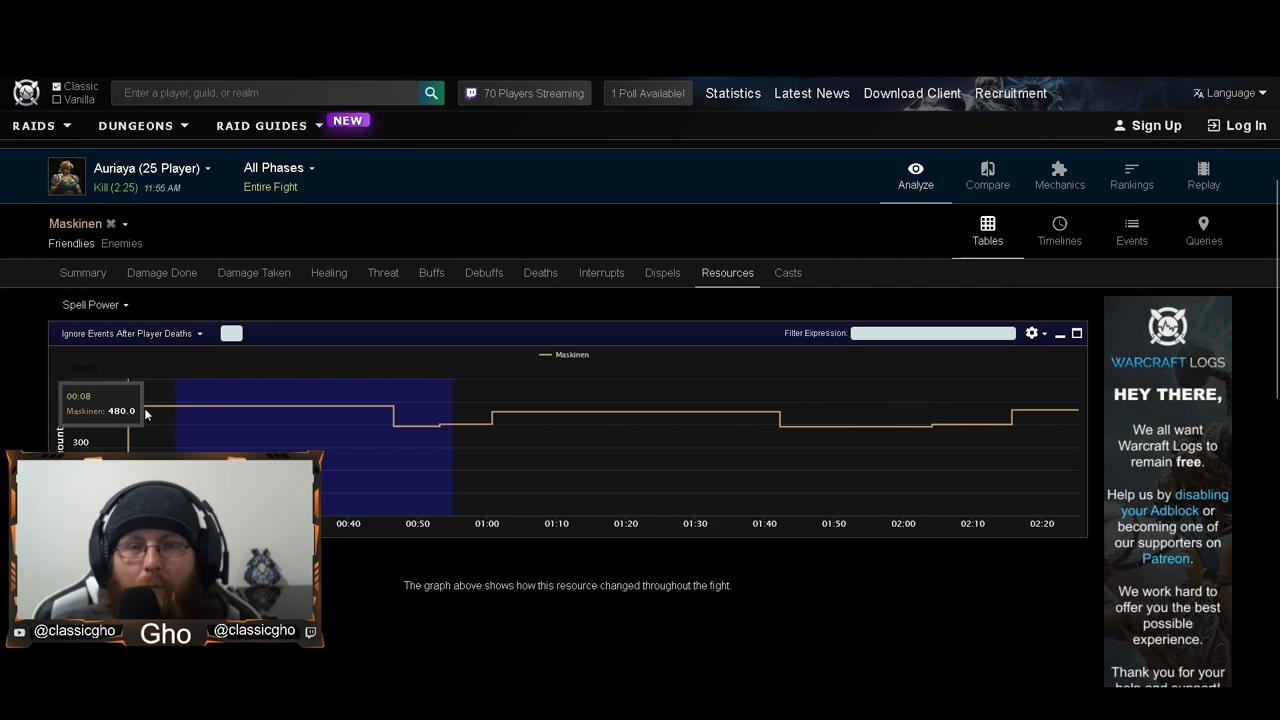 Classic
Vanilla
Enter a player, guild, or realm
70 Players Streaming
1 Poll Available!
Statistics
Latest News
Download Client
Recruitment
Language
RAIDS
DUNGEONS
RAID GUIDES
NEW
Sign Up
Log In
Auriaya (25 Player)
Kill (2:25) 11:55 AM
All Phases
Entire Fight
Analyze
Compare
Mechanics
Rankings
Replay
Maskinen
Friendlies Enemies
Tables
Timelines
Events
Queries
Summary
Damage Done
Damage Taken
Healing
Threat
Buffs
Debuffs
Deaths
Interrupts
Dispels
Resources
Casts
Spell Power
Ignore Events After Player Deaths
Filter Expression:
Maskinen
Zoom
00:08
Maskinen: 480.0
300
00:40
00:50
01:00
01:10
01:20
01:30
01:40
01:50
02:00
02:10
02:20
The graph above shows how this resource changed throughout the fight.
@classicgho
Gho
@classicgho
WARCRAFT LOGS
HEY THERE,
We all want
Warcraft Logs to
remain free.
Help us by disabling
your Adblock or
becoming one of
our supporters on
Patreon.
We work hard to
offer you the best
possible
experience.
Thank you for your
help and support!